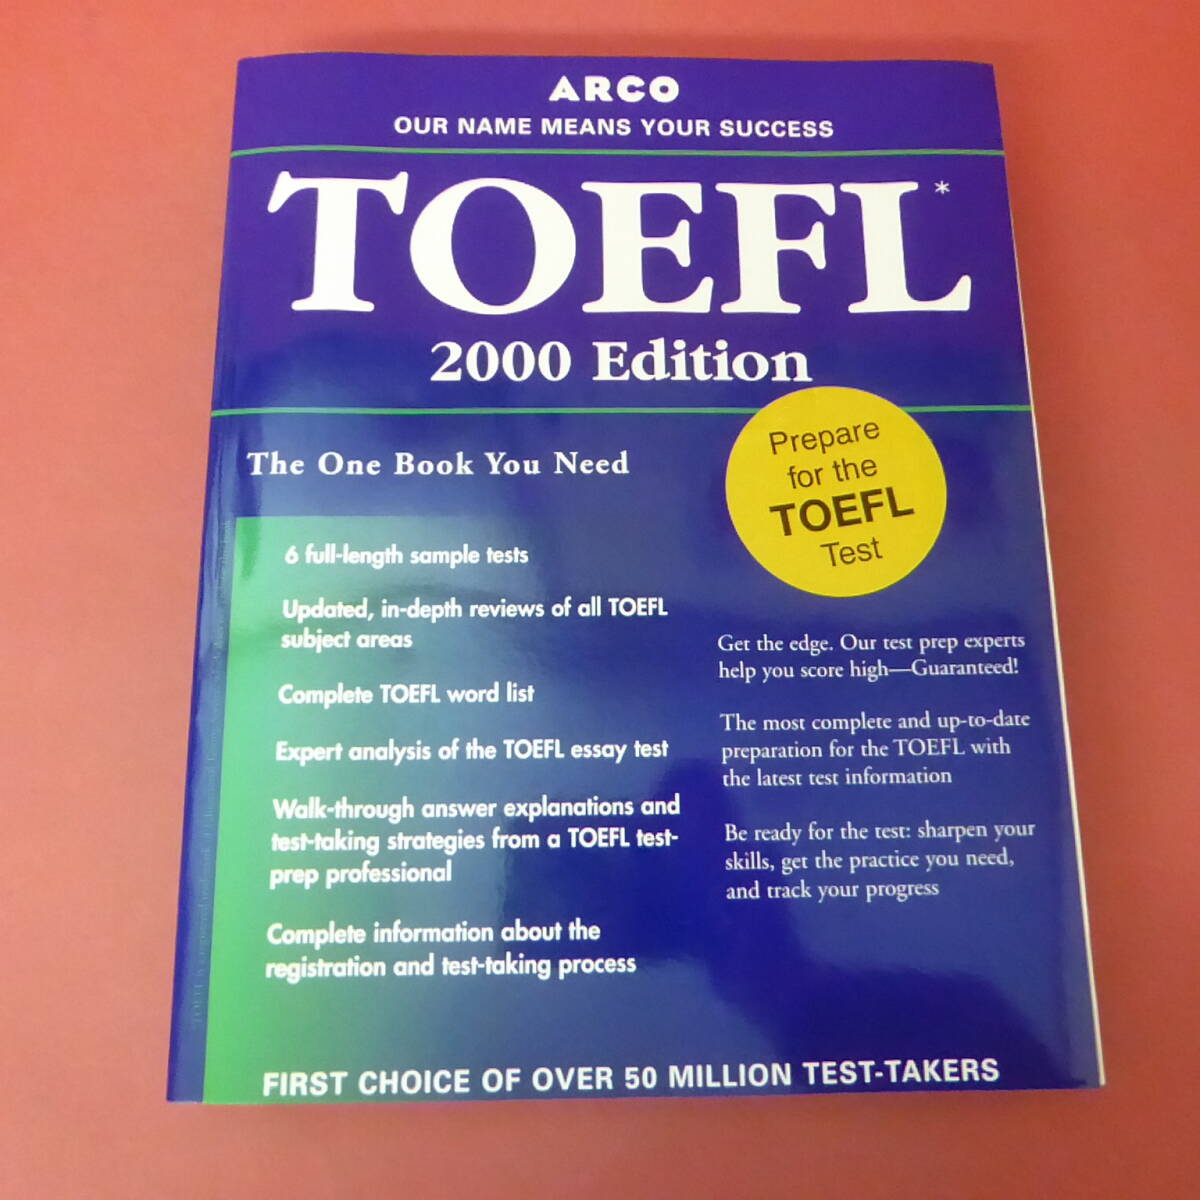 ARCO
OUR NAME MEANS YOUR SUCCESS
TOEFL*
2000 Edition
The One Book You Need
Prepare
for the
TOEFL
Test
6 full-length sample tests
Updated, in-depth reviews of all TOEFL
subject areas
Complete TOEFL word list
Expert analysis of the TOEFL essay test
Walk-through answer explanations and
test-taking strategies from a TOEFL test-
prep professional
Complete information about the
registration and test-taking process
Get the edge. Our test prep experts
help you score high—Guaranteed!
The most complete and up-to-date
preparation for the TOEFL with
the latest test information
Be ready for the test: sharpen your
skills, get the practice you need,
and track your progress
FIRST CHOICE OF OVER 50 MILLION TEST-TAKERS